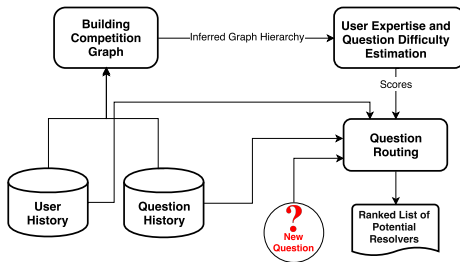 Building
Competition
Graph
Inferred Graph Hierarchy
User Expertise and
Question Difficulty
Estimation
Scores
Question
Routing
User
History
Question
History
?
New
Question
Ranked List of
Potential
Resolvers